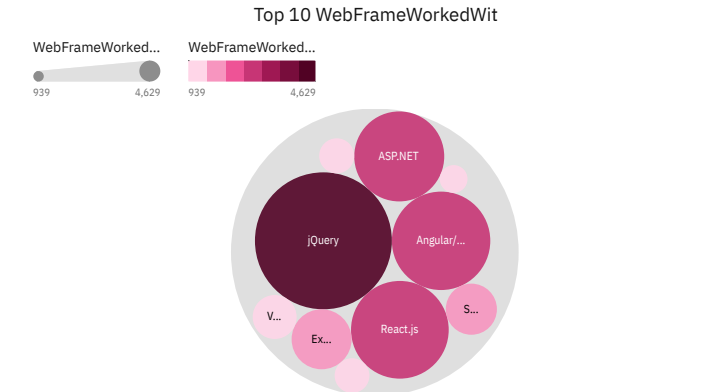 Top 10 WebFrameWorkedWit
WebFrameWorked...
WebFrameWorked...
939
4,629
939
4,629
ASP.NET
jQuery
Angular/...
V...
S...
Ex...
React.js